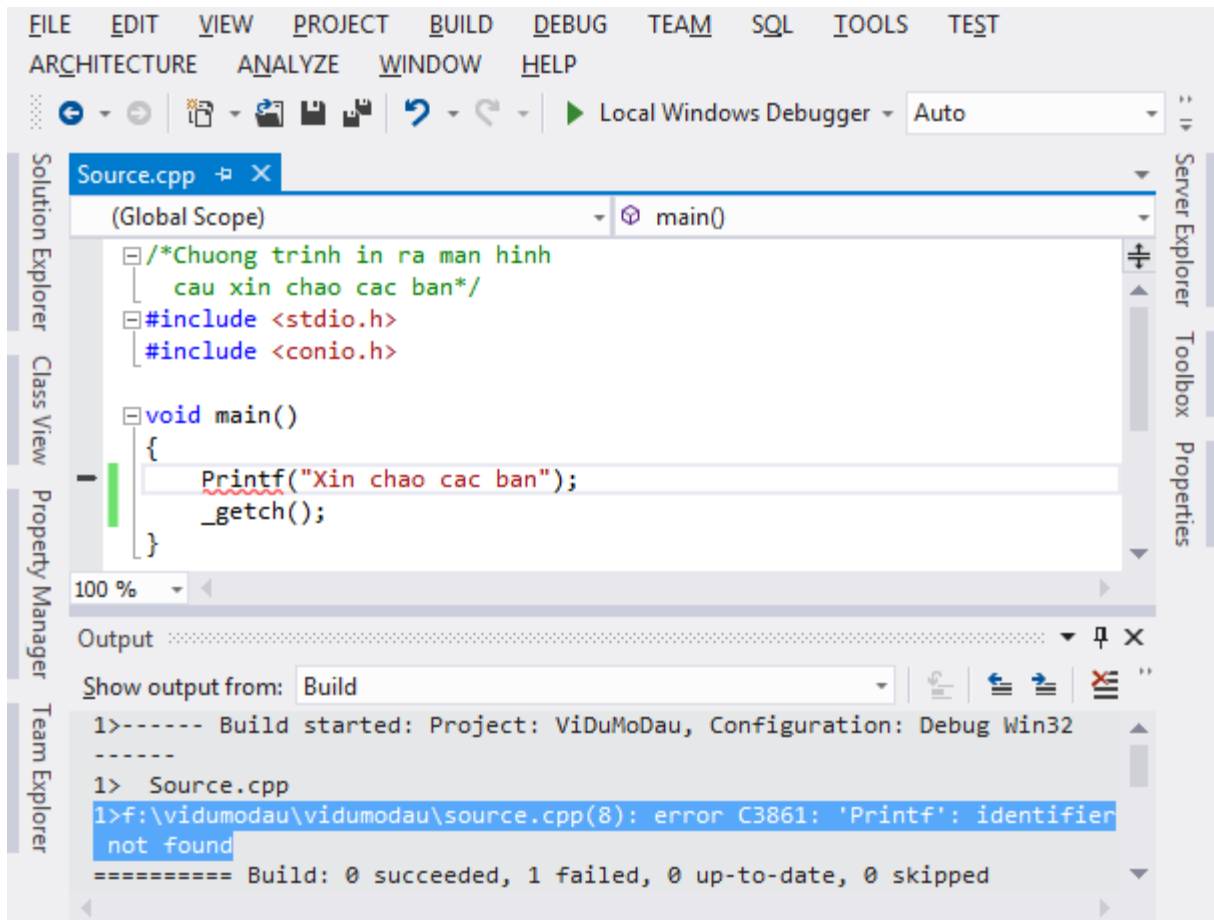 FILE EDIT VIEW PROJECT BUILD DEBUG TEAM SQL TOOLS TEST
ARCHITECTURE ANALYZE WINDOW HELP
Local Windows Debugger Auto
Solution Explorer
Class View
Property Manager
Team Explorer
Source.cpp
(Global Scope) main()
/*Chuong trinh in ra man hinh
cau xin chao cac ban*/
#include <stdio.h>
#include <conio.h>
void main()
{
Printf("Xin chao cac ban");
_getch();
}
100 %
Output
Show output from: Build
1>------ Build started: Project: ViDuMoDau, Configuration: Debug Win32
------
1> Source.cpp
1>f:\vidumodau\vidumodau\source.cpp(8): error C3861: 'Printf': identifier
not found
========== Build: 0 succeeded, 1 failed, 0 up-to-date, 0 skipped
Server Explorer
Toolbox
Properties